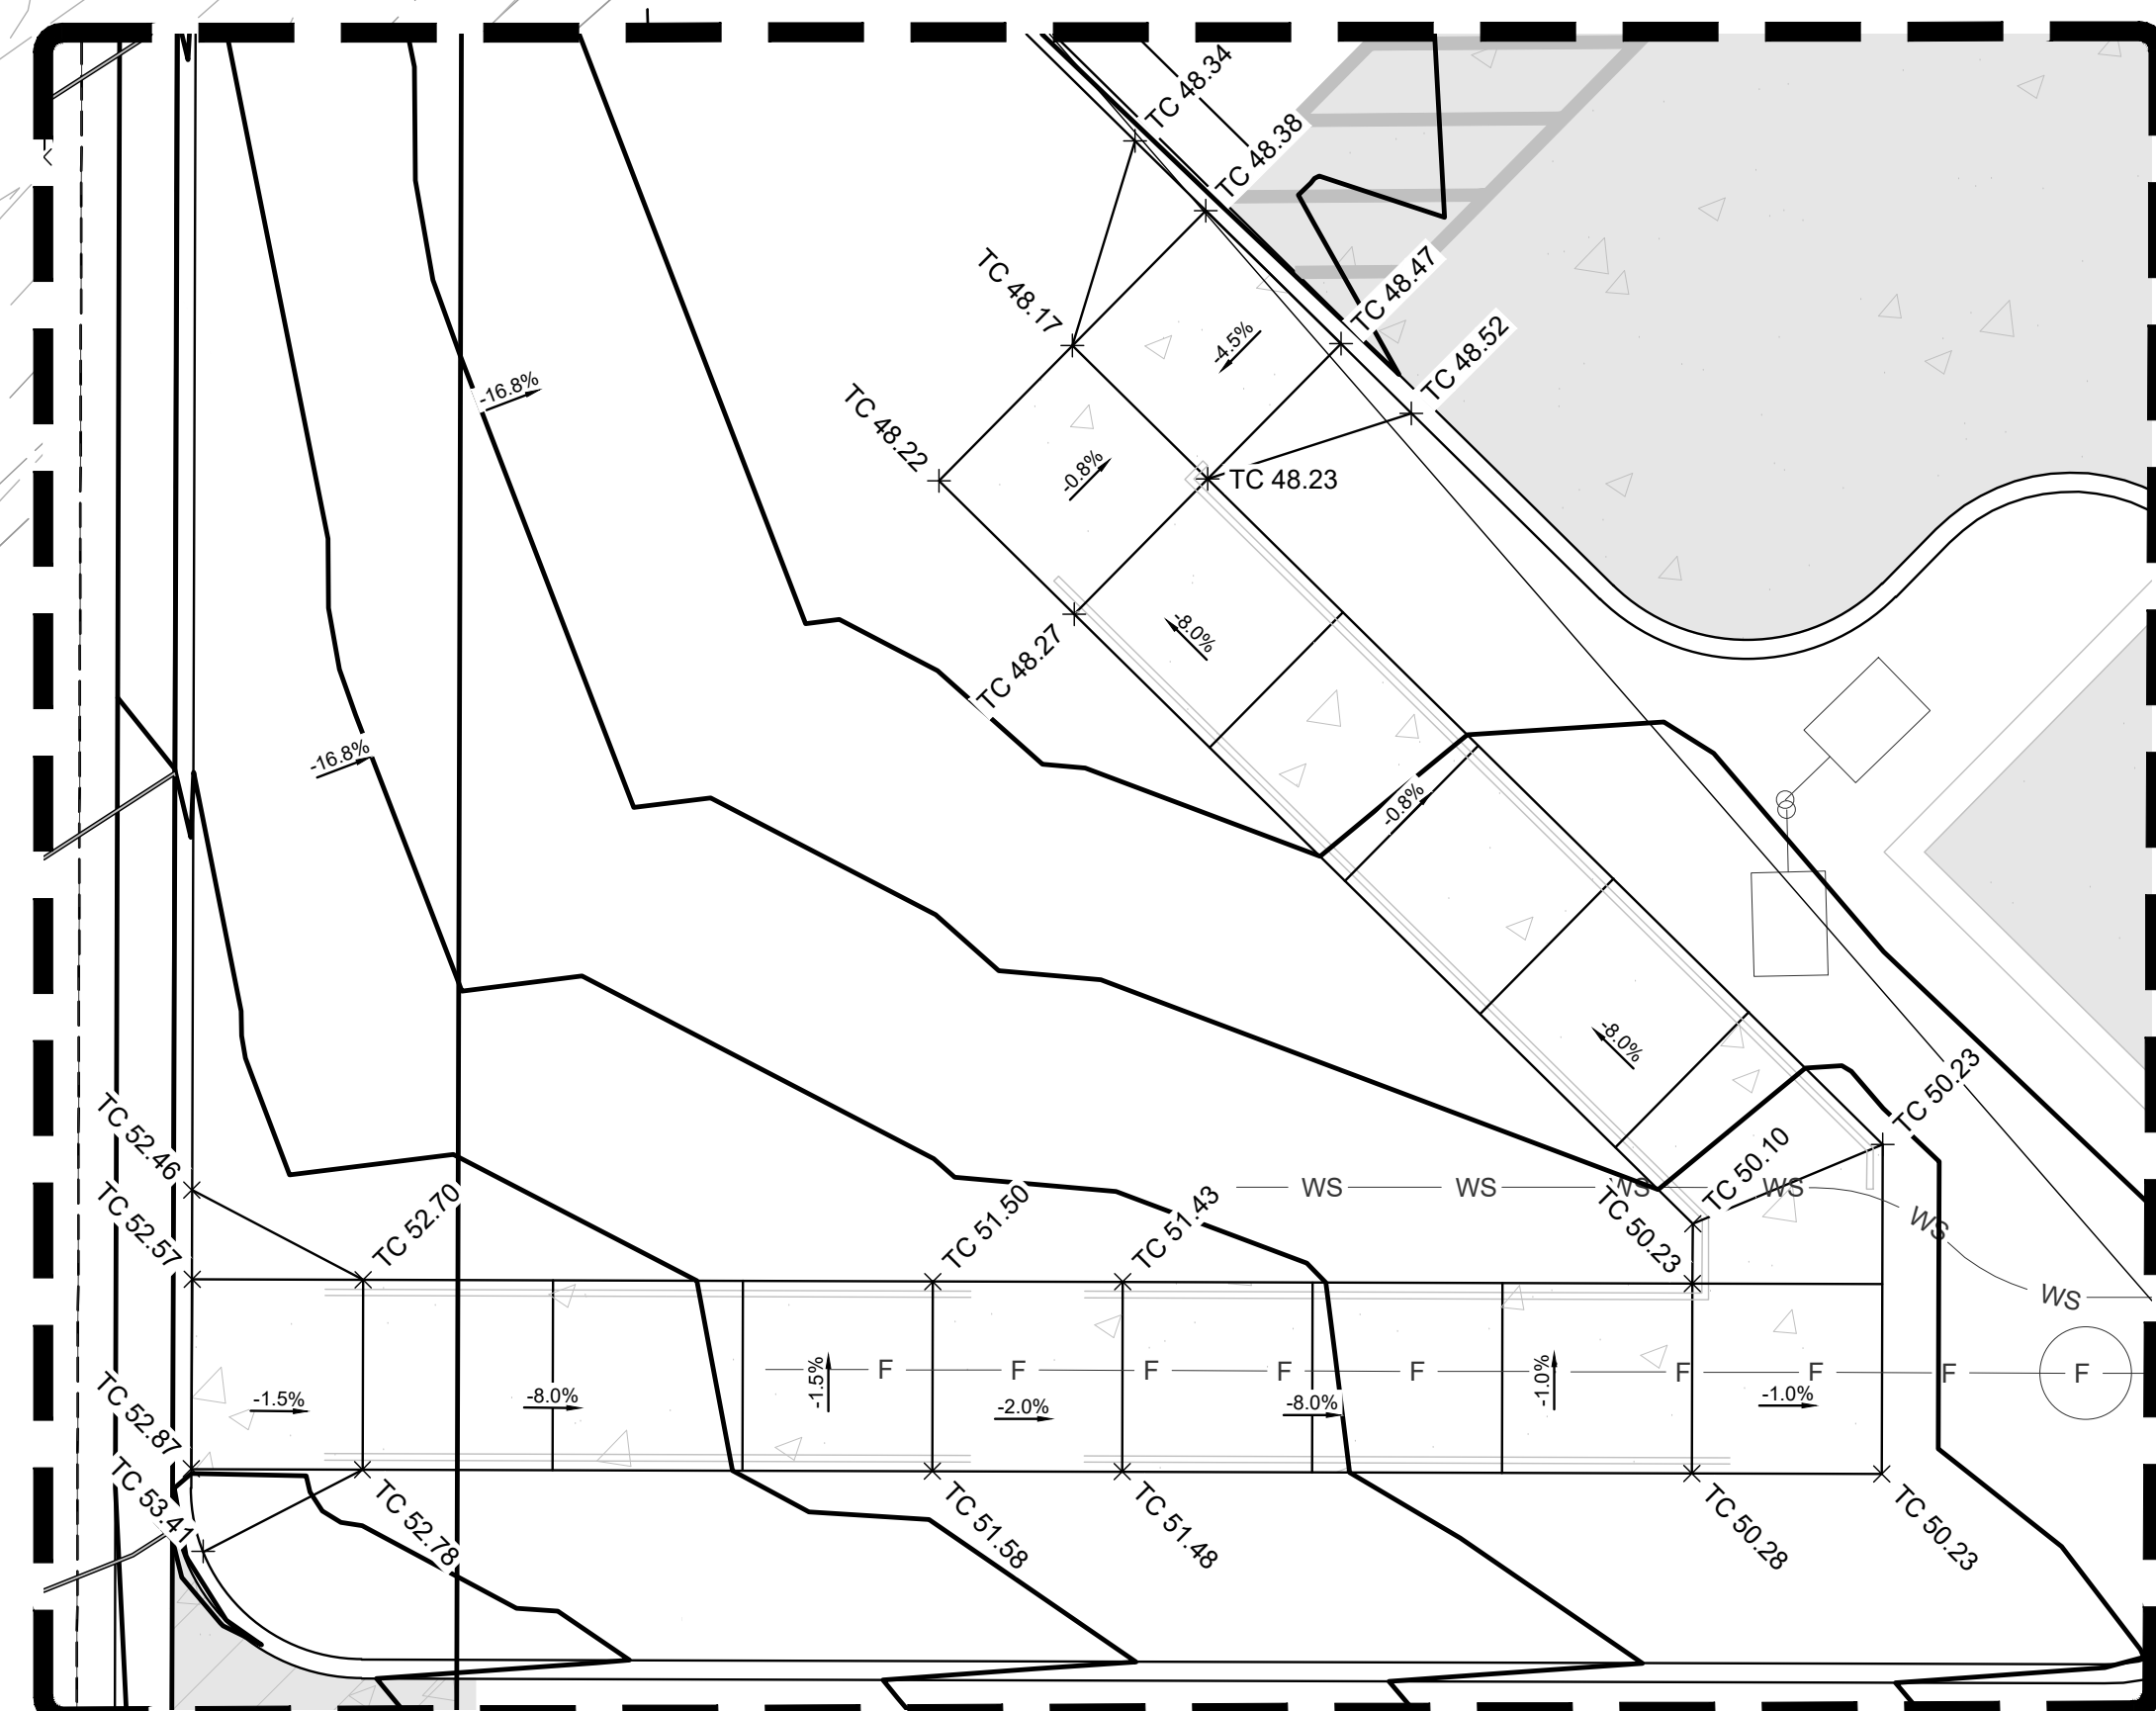 TC 48.34
TC 48.38
TC 48.47
TC 48.17
-4.5%
TC 48.52
-16.8%
TC 48.22
-0.8%
TC 48.23
-8.0%
TC 48.27
-16.8%
-0.8%
-8.0%
TC 50.23
TC 52.46
TC 50.10
WS
WS
WS
WS
WS
WS
TC 52.57
TC 52.70
TC 51.50
TC 51.43
TC 50.23
F
F
F
F
F
F
F
F
F
-1.5%
-8.0%
-1.5%
-2.0%
-8.0%
-1.0%
-1.0%
TC 52.87
TC 53.41
TC 52.78
TC 51.58
TC 51.48
TC 50.28
TC 50.23